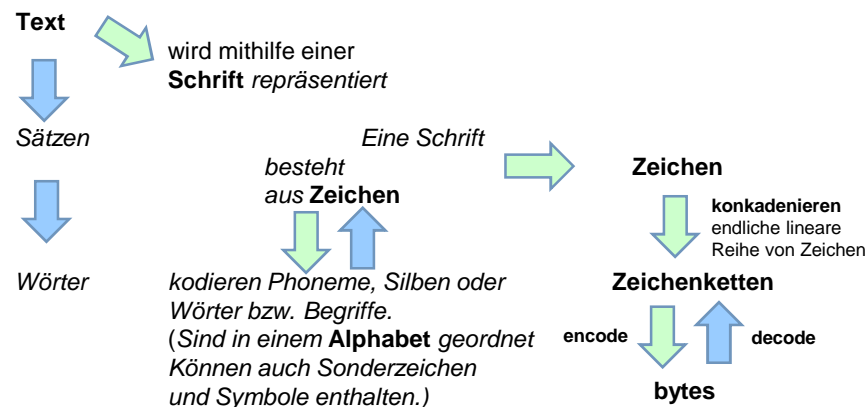 Text
wird mithilfe einer
Schrift repräsentiert
Sätzen
Eine Schrift
besteht
aus Zeichen
Zeichen
konkadenieren
endliche lineare
Reihe von Zeichen
Wörter
kodieren Phoneme, Silben oder
Wörter bzw. Begriffe.
(Sind in einem Alphabet geordnet
Können auch Sonderzeichen
und Symbole enthalten.)
Zeichenketten
encode
decode
bytes